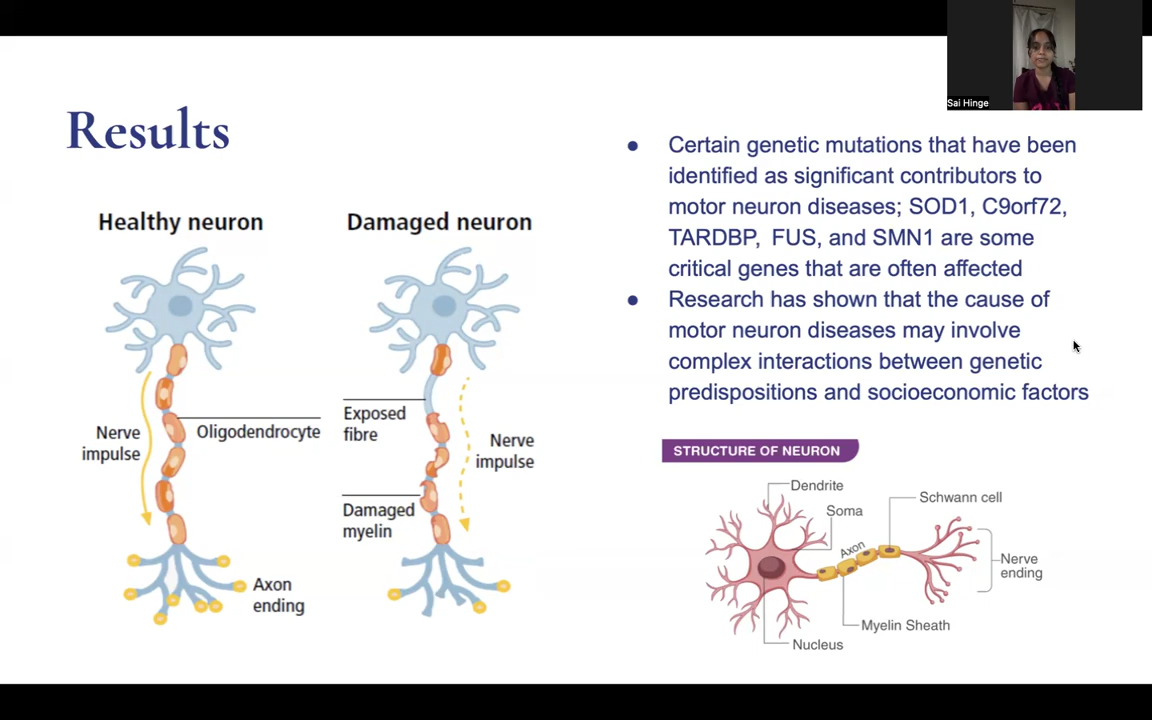 Sai Hinge
Results
Healthy neuron
Damaged neuron
Nerve
impulse
Oligodendrocyte
Axon
ending
Exposed
fibre
Nerve
impulse
Damaged
myelin
● Certain genetic mutations that have been
identified as significant contributors to
motor neuron diseases; SOD1, C9orf72,
TARDBP, FUS, and SMN1 are some
critical genes that are often affected
● Research has shown that the cause of
motor neuron diseases may involve
complex interactions between genetic
predispositions and socioeconomic factors
STRUCTURE OF NEURON
Dendrite
Soma
Schwann cell
Axon
Nerve
ending
Myelin Sheath
Nucleus